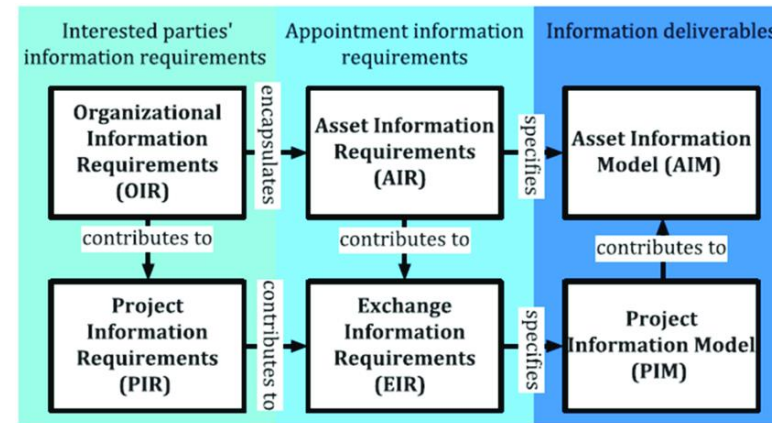 Interested parties'
information requirements
Appointment information
requirements
Information deliverables
Organizational
Information
Requirements
(OIR)
encapsulates
Asset Information
Requirements
(AIR)
specifies
Asset Information
Model (AIM)
contributes to
contributes to
contributes to
Project
Information
Requirements
(PIR)
contributes to
Exchange
Information
Requirements
(EIR)
specifies
Project
Information Model
(PIM)